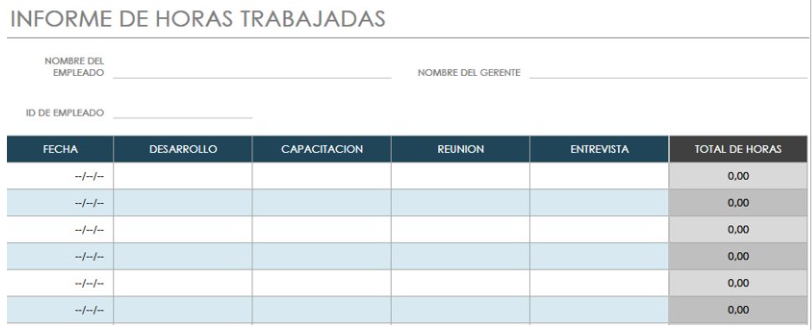 INFORME DE HORAS TRABAJADAS
NOMBRE DEL
EMPLEADO
NOMBRE DEL GERENTE
ID DE EMPLEADO
FECHA DESARROLLO CAPACITACION REUNION ENTREVISTA TOTAL DE HORAS
--/--/-- 0,00
--/--/-- 0,00
--/--/-- 0,00
--/--/-- 0,00
--/--/-- 0,00
--/--/-- 0,00